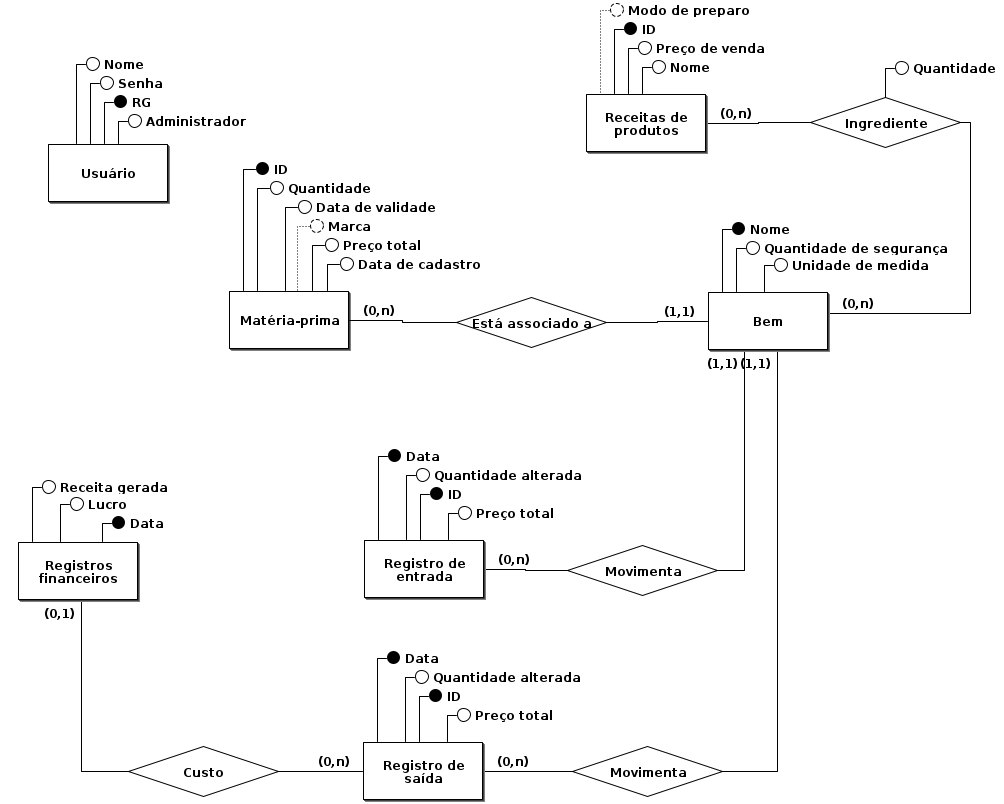 Modo de preparo
ID
Preço de venda
Nome
Receitas de
produtos
(0,n)
Quantidade
Ingrediente
Nome
Senha
RG
Administrador
Usuário
ID
Quantidade
Data de validade
Marca
Preço total
Data de cadastro
Matéria-prima
(0,n)
Está associado a
(1,1)
Nome
Quantidade de segurança
Unidade de medida
Bem
(0,n)
(1,1)
(1,1)
Data
Quantidade alterada
ID
Preço total
Registro de
entrada
(0,n)
Movimenta
Receita gerada
Lucro
Data
Registros
financeiros
(0,1)
Data
Quantidade alterada
ID
Preço total
Custo
(0,n)
Registro de
saída
(0,n)
Movimenta